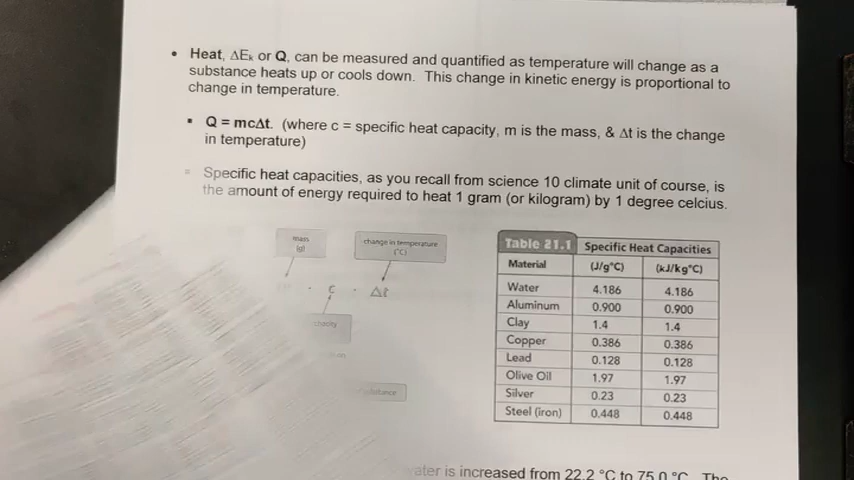 • Heat, ΔEk or Q, can be measured and quantified as temperature will change as a
substance heats up or cools down. This change in kinetic energy is proportional to
change in temperature.
▪ Q = mcΔt. (where c = specific heat capacity, m is the mass, & Δt is the change
in temperature)
▫ Specific heat capacities, as you recall from science 10 climate unit of course, is
the amount of energy required to heat 1 gram (or kilogram) by 1 degree celcius.
mass
(g)
change in temperature
(°C)
· c · Δt
Table 21.1 Specific Heat Capacities
Material (J/g°C) (kJ/kg°C)
Water 4.186 4.186
Aluminum 0.900 0.900
Clay 1.4 1.4
Copper 0.386 0.386
Lead 0.128 0.128
Olive Oil 1.97 1.97
Silver 0.23 0.23
Steel (iron) 0.448 0.448
is increased from 22.2 °C to 75.0 °C. The